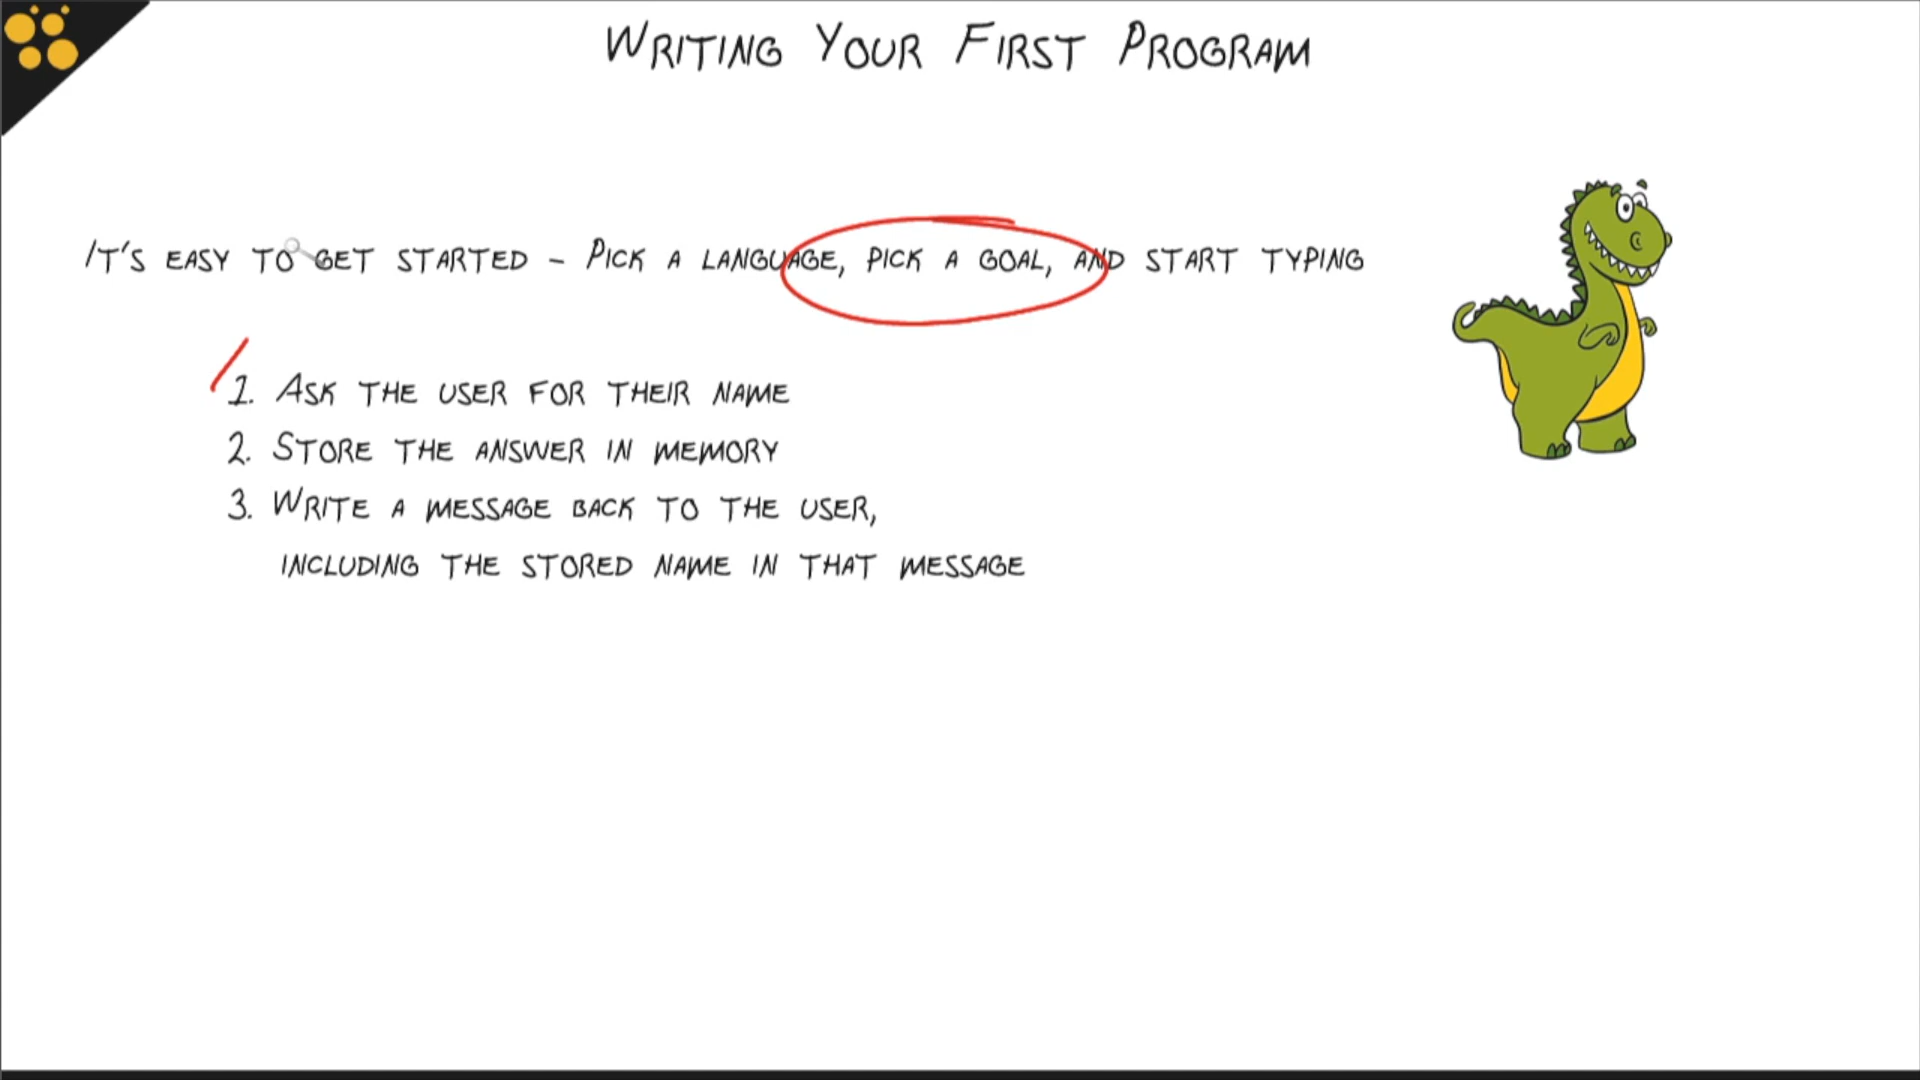 Writing Your First Program
It's easy to get started - Pick a language, pick a goal, and start typing
1. Ask the user for their name
2. Store the answer in memory
3. Write a message back to the user,
including the stored name in that message